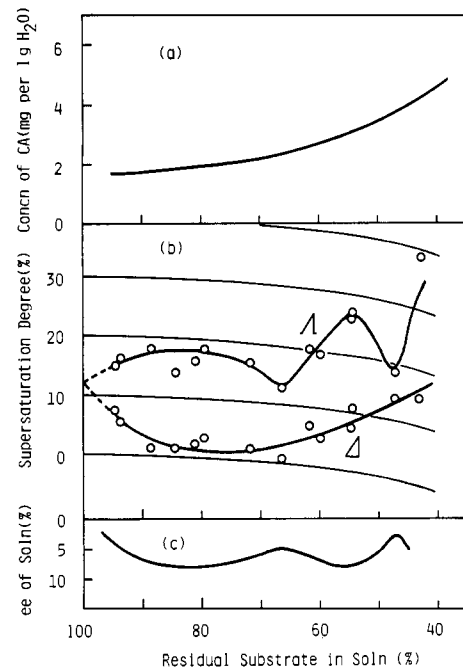 Concn of CA(mg per 1g H2O)
6
4
2
0
(a)
Supersaturation Degree(%)
30
20
10
0
(b)
Λ
Δ
ee of Soln(%)
0
5
10
(c)
100 80 60 40
Residual Substrate in Soln (%)